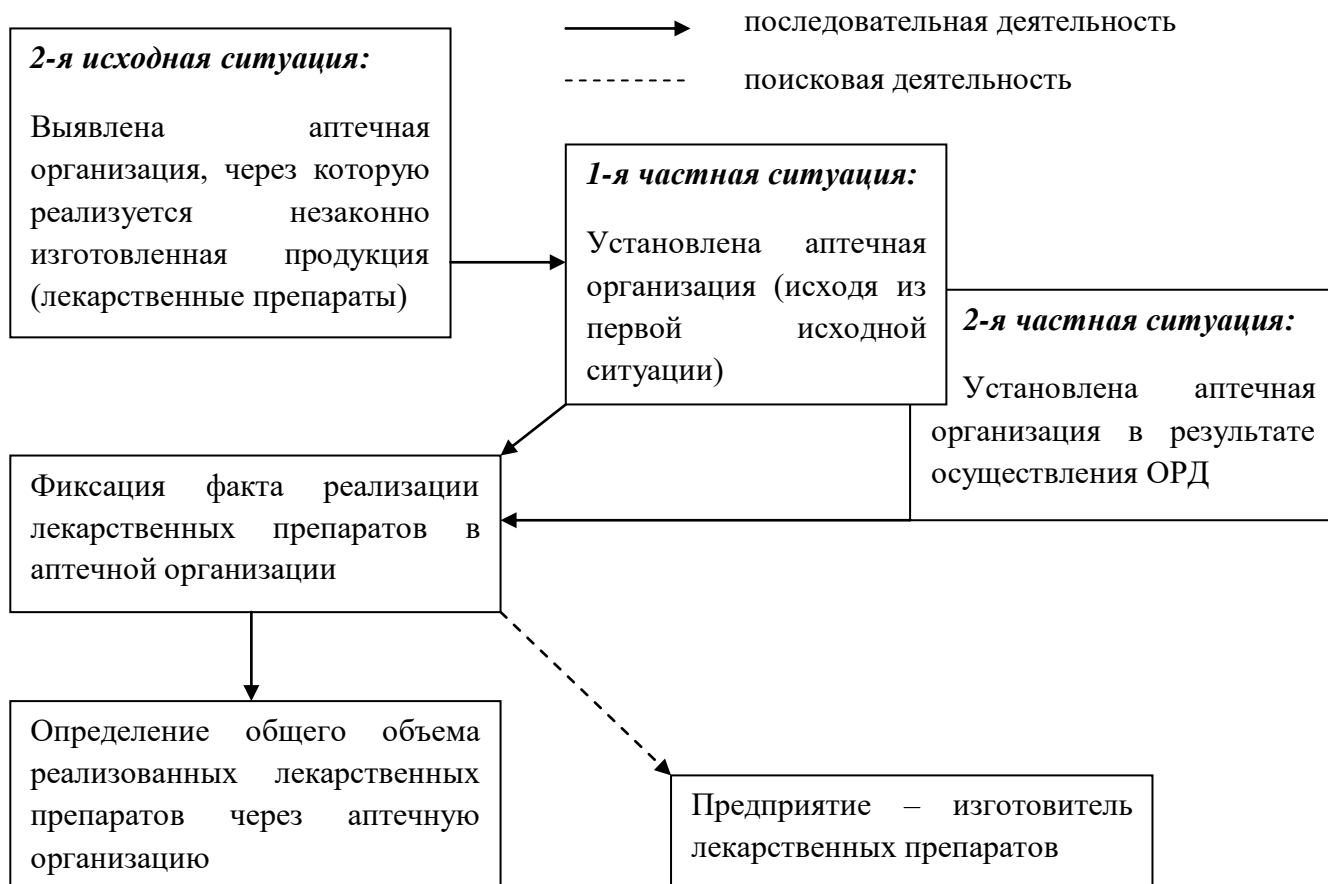 последовательная деятельность
поисковая деятельность
2-я исходная ситуация:
Выявлена аптечная
организация, через которую
реализуется незаконно
изготовленная продукция
(лекарственные препараты)
1-я частная ситуация:
Установлена аптечная
организация (исходя из
первой исходной
ситуации)
2-я частная ситуация:
Установлена аптечная
организация в результате
осуществления ОРД
Фиксация факта реализации
лекарственных препаратов в
аптечной организации
Определение общего объема
реализованных лекарственных
препаратов через аптечную
организацию
Предприятие – изготовитель
лекарственных препаратов